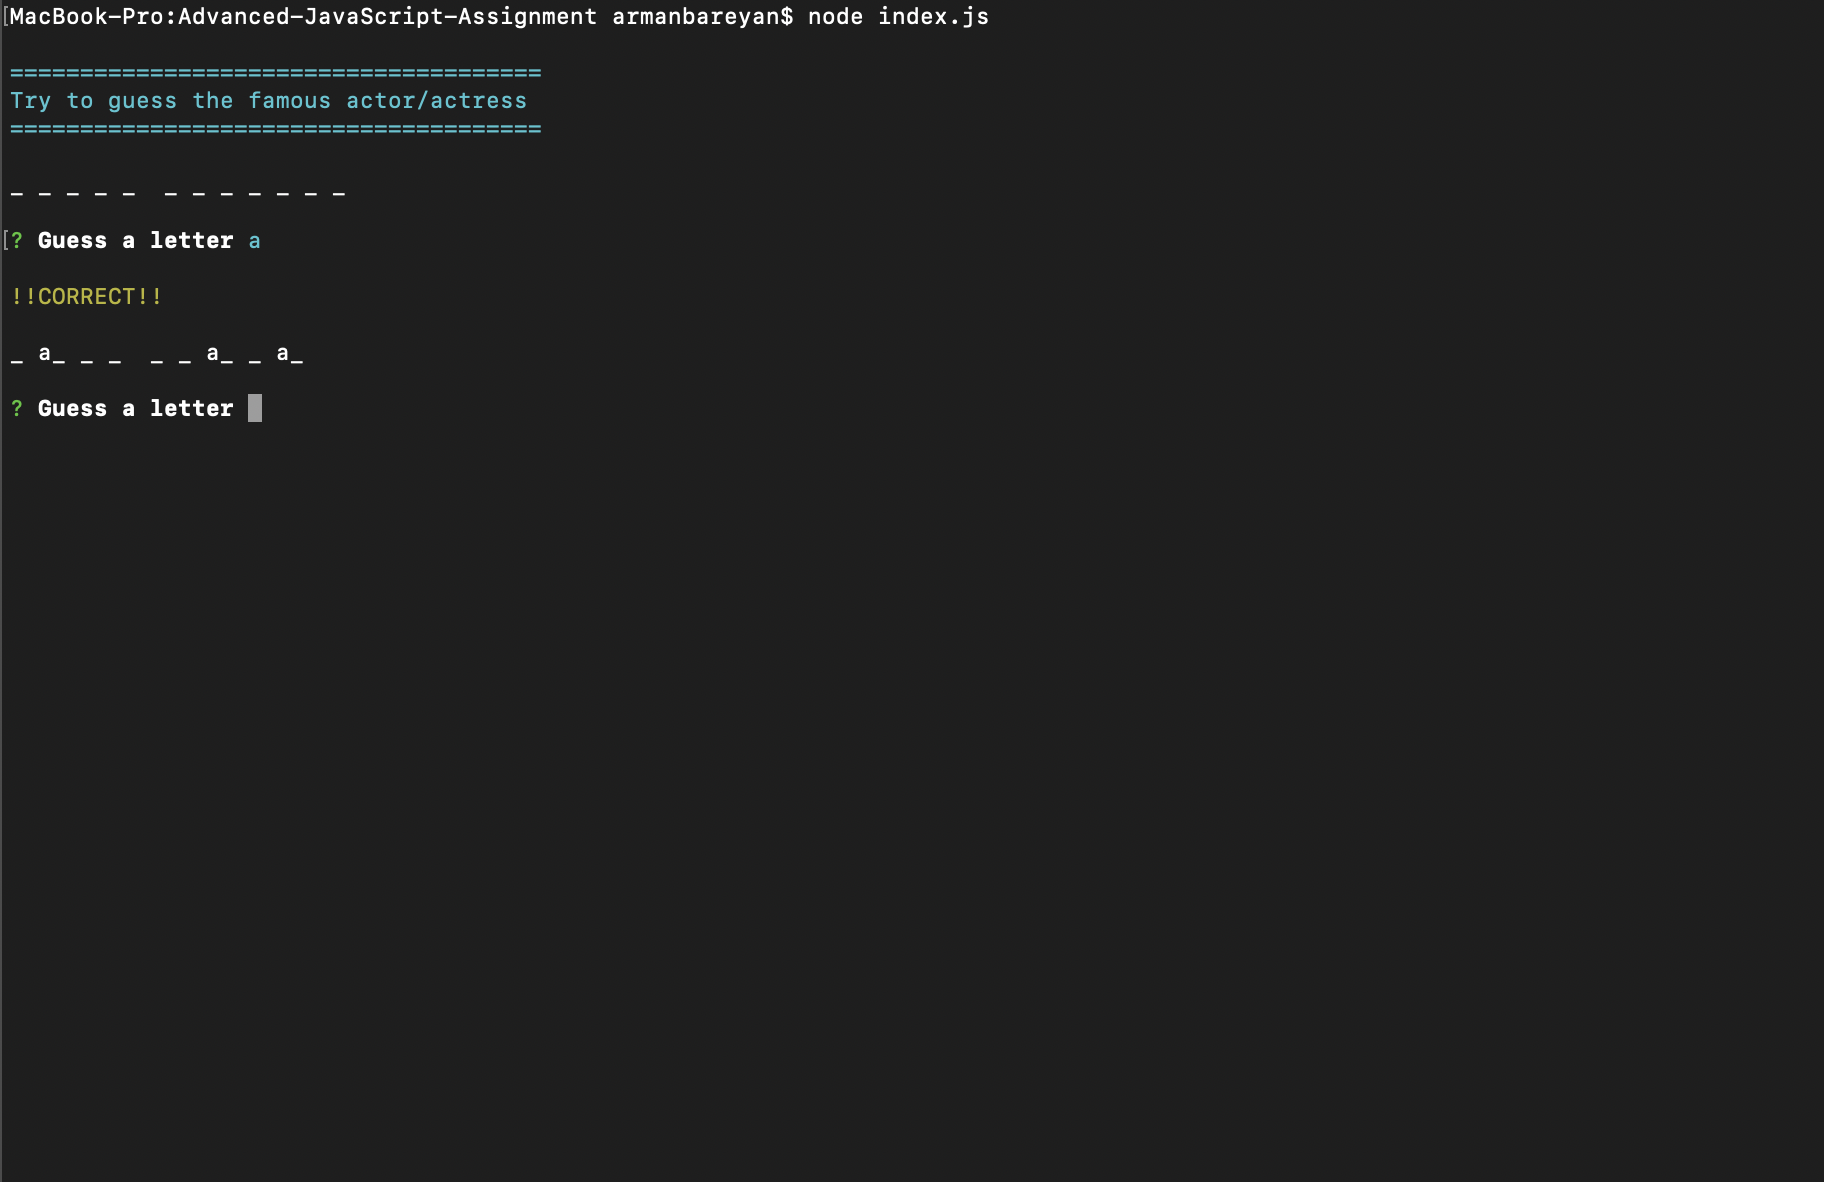 [MacBook-Pro:Advanced-JavaScript-Assignment armanbareyan$ node index.js
======================================
Try to guess the famous actor/actress
======================================
_ _ _ _ _  _ _ _ _ _ _ _
[? Guess a letter a
!!CORRECT!!
_ a_ _ _  _ _ a_ _ a_
? Guess a letter